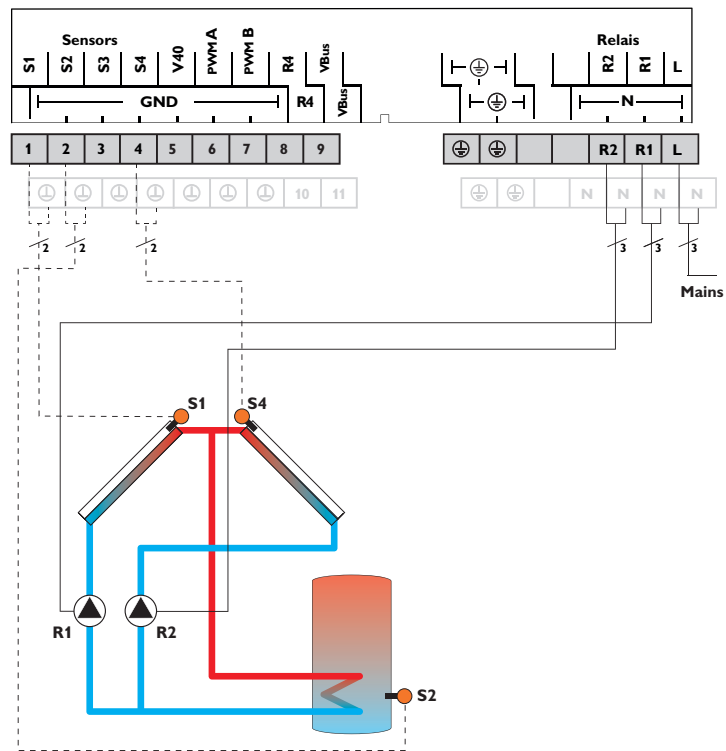 Sensors
Relais
S1 S2 S3 S4 V40 PWM A PWM B R4 VBus
R2 R1 L
GND R4 VBus
N
1 2 3 4 5 6 7 8 9
R2 R1 L
10 11
N N N N
2 2 2
3 3 3
Mains
S1 S4
R1 R2
S2